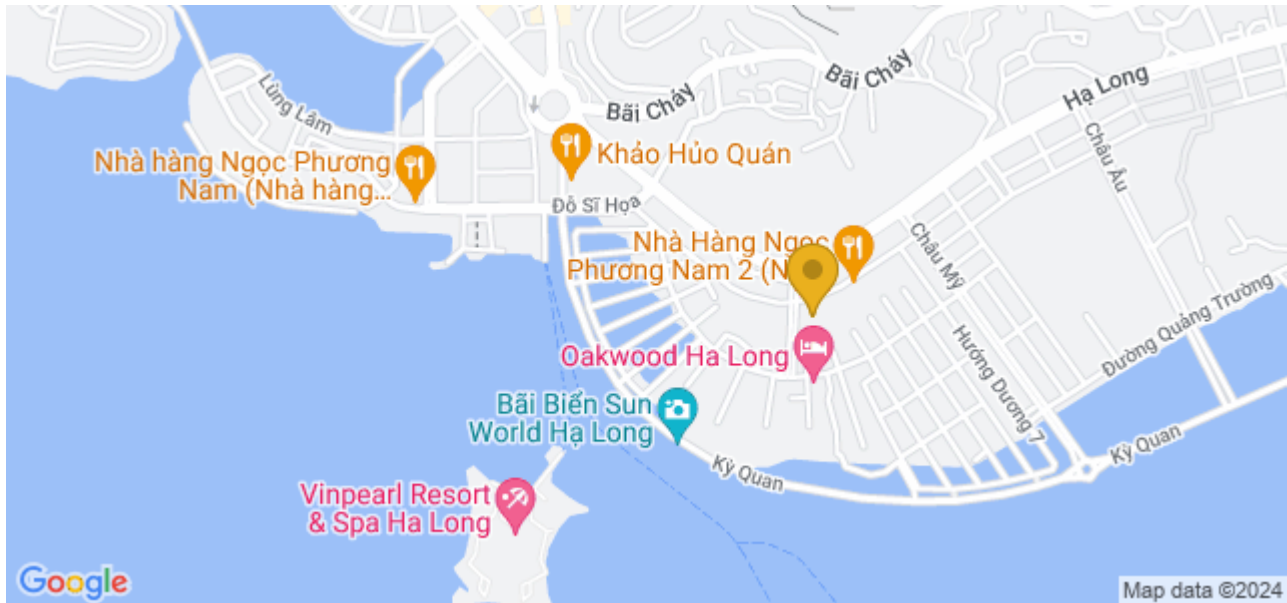 Lùng Lâm
Bãi Cháy
Bãi Cháy
Hạ Long
Châu Âu
Khảo Hủo Quán
Nhà hàng Ngọc Phương
Nam (Nhà hàng...
Đỗ Sĩ Họa
Nhà Hàng Ngọc
Phương Nam 2 (N
Châu Mỹ
Đường Quảng Trường
Oakwood Ha Long
Hướng Dương 7
Bãi Biển Sun
World Hạ Long
Kỳ Quan
Kỳ Quan
Vinpearl Resort
& Spa Ha Long
Google
Map data ©2024